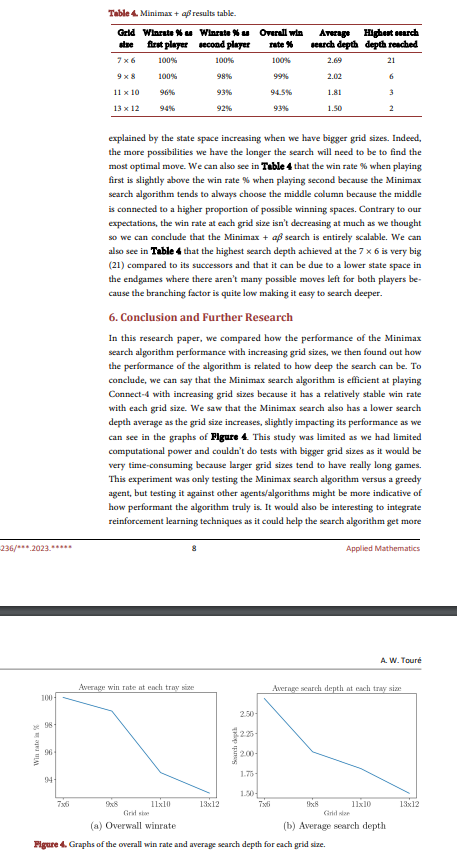 Table 4. Minimax + αβ results table.
Grid size Winrate % as first player Winrate % as second player Overall win rate % Average search depth Highest search depth reached
7 × 6 100% 100% 100% 2.69 21
9 × 8 100% 98% 99% 2.02 6
11 × 10 96% 93% 94.5% 1.81 3
13 × 12 94% 92% 93% 1.50 2
explained by the state space increasing when we have bigger grid sizes. Indeed,
the more possibilities we have the longer the search will need to be to find the
most optimal move. We can also see in Table 4 that the win rate % when playing
first is slightly above the win rate % when playing second because the Minimax
search algorithm tends to always choose the middle column because the middle
is connected to a higher proportion of possible winning spaces. Contrary to our
expectations, the win rate at each grid size isn't decreasing at much as we thought
so we can conclude that the Minimax + αβ search is entirely scalable. We can
also see in Table 4 that the highest search depth achieved at the 7 × 6 is very big
(21) compared to its successors and that it can be due to a lower state space in
the endgames where there aren't many possible moves left for both players be-
cause the branching factor is quite low making it easy to search deeper.
6. Conclusion and Further Research
In this research paper, we compared how the performance of the Minimax
search algorithm performance with increasing grid sizes, we then found out how
the performance of the algorithm is related to how deep the search can be. To
conclude, we can say that the Minimax search algorithm is efficient at playing
Connect-4 with increasing grid sizes because it has a relatively stable win rate
with each grid size. We saw that the Minimax search also has a lower search
depth average as the grid size increases, slightly impacting its performance as we
can see in the graphs of Figure 4. This study was limited as we had limited
computational power and couldn't do tests with bigger grid sizes as it would be
very time-consuming because larger grid sizes tend to have really long games.
This experiment was only testing the Minimax search algorithm versus a greedy
agent, but testing it against other agents/algorithms might be more indicative of
how performant the algorithm truly is. It would also be interesting to integrate
reinforcement learning techniques as it could help the search algorithm get more
236/***.2023.***** 8 Applied Mathematics
A. W. Touré
Average win rate at each tray size
Win rate in %
100
98
96
94
7x6 9x8 11x10 13x12
Grid size
(a) Overwall winrate
Average search depth at each tray size
Search depth
2.50
2.25
2.00
1.75
1.50
7x6 9x8 11x10 13x12
Grid size
(b) Average search depth
Figure 4. Graphs of the overall win rate and average search depth for each grid size.